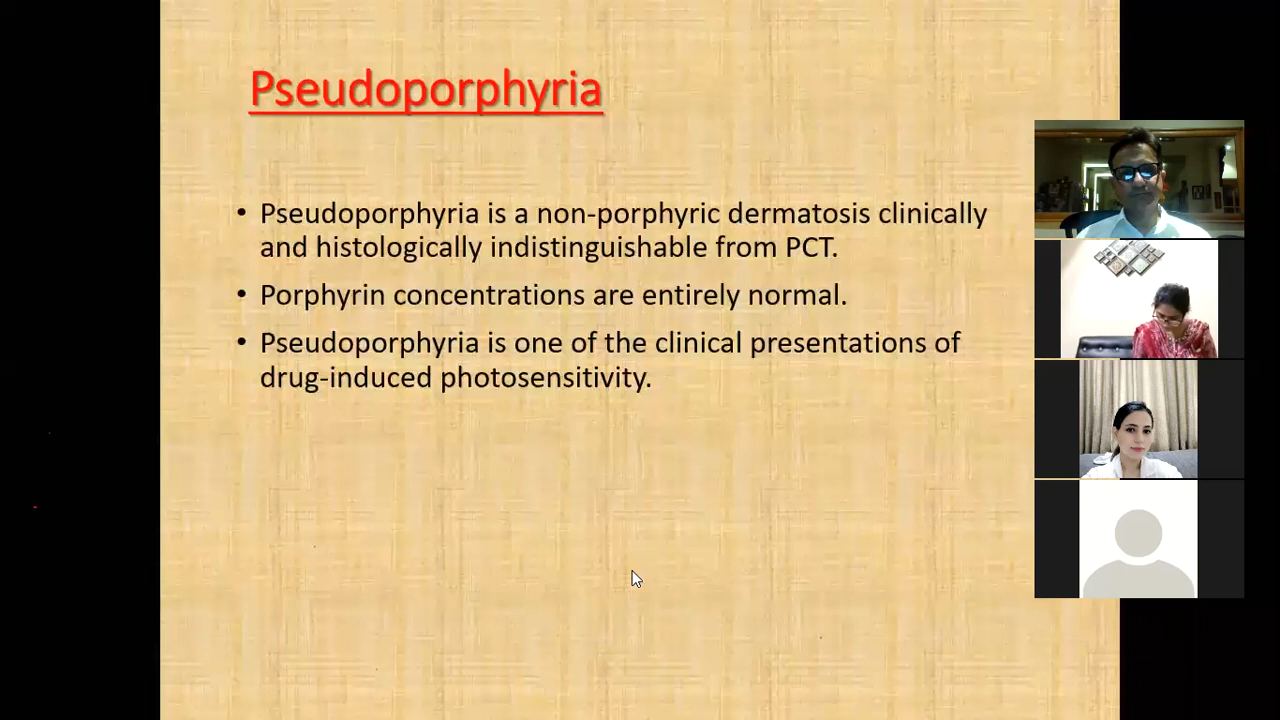 Pseudoporphyria
• Pseudoporphyria is a non-porphyric dermatosis clinically
and histologically indistinguishable from PCT.
• Porphyrin concentrations are entirely normal.
• Pseudoporphyria is one of the clinical presentations of
drug-induced photosensitivity.